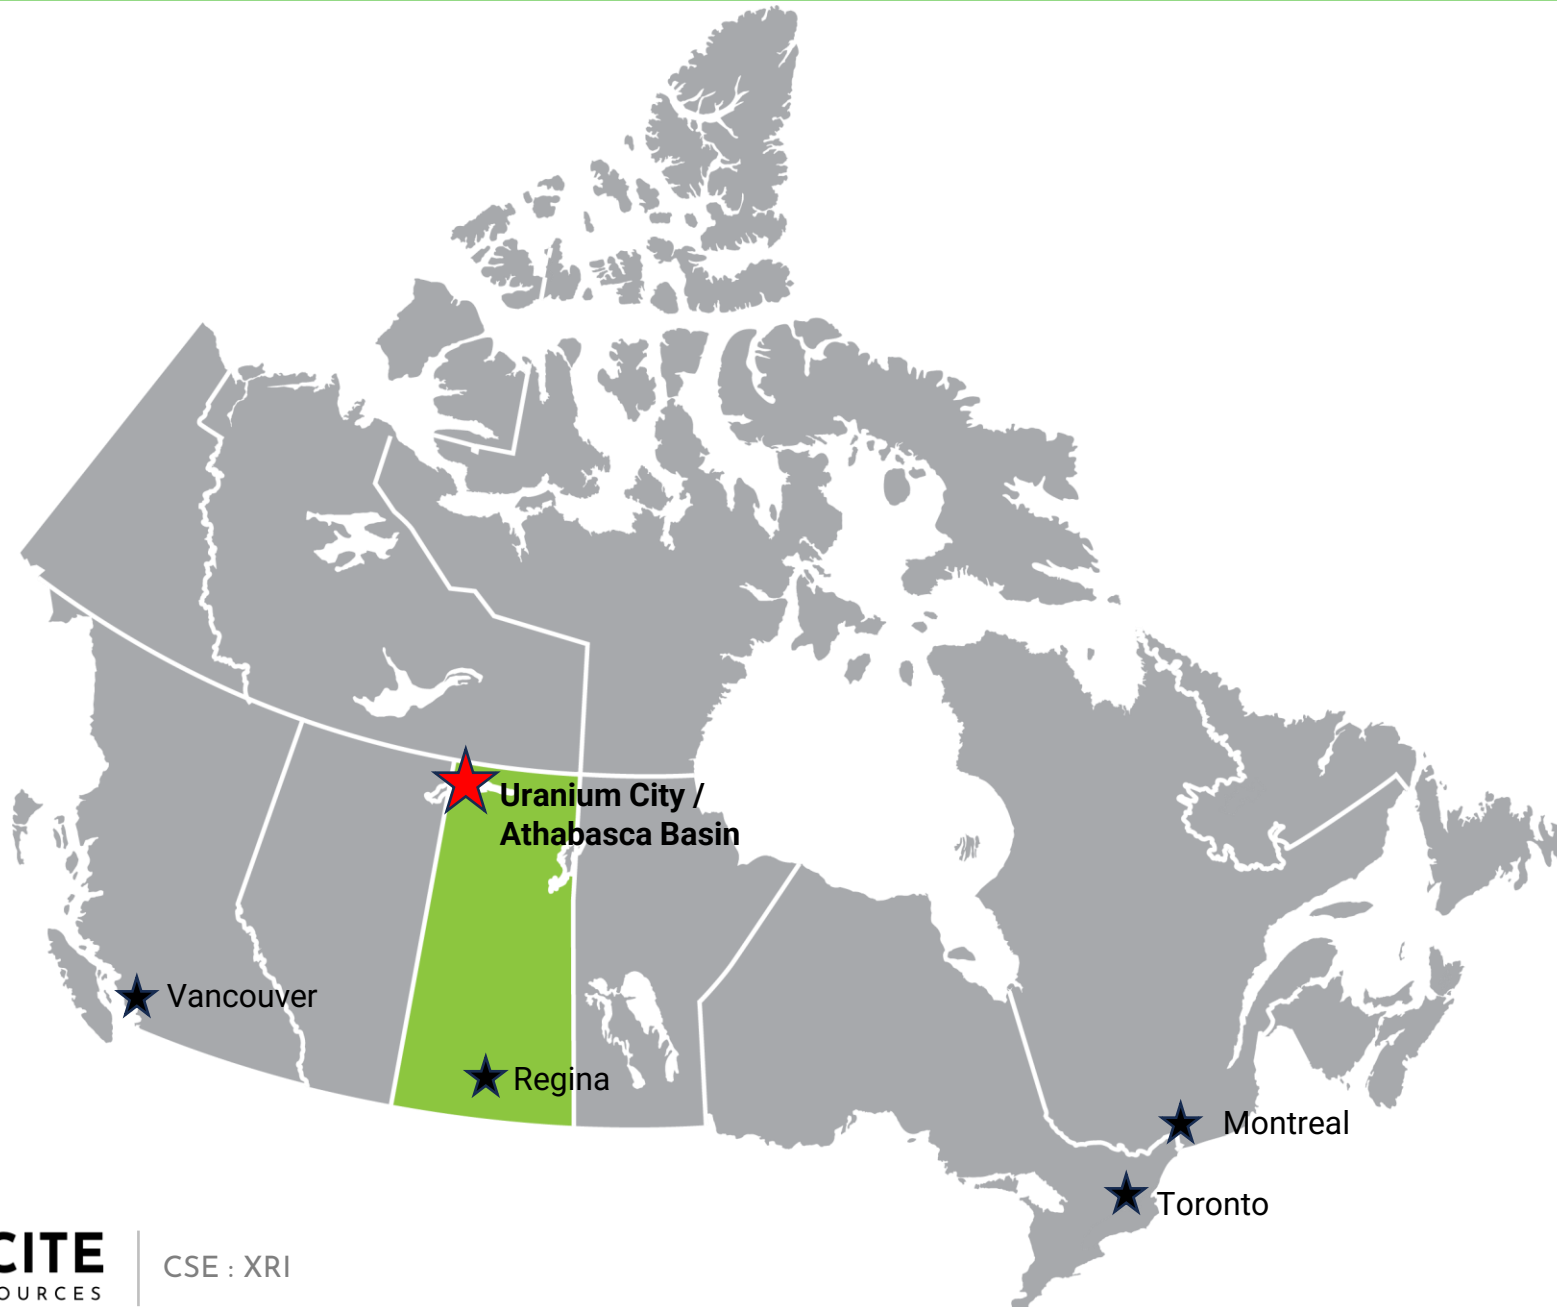 Uranium City /
Athabasca Basin
Vancouver
Regina
Montreal
Toronto
CITE
OURCES
CSE : XRI